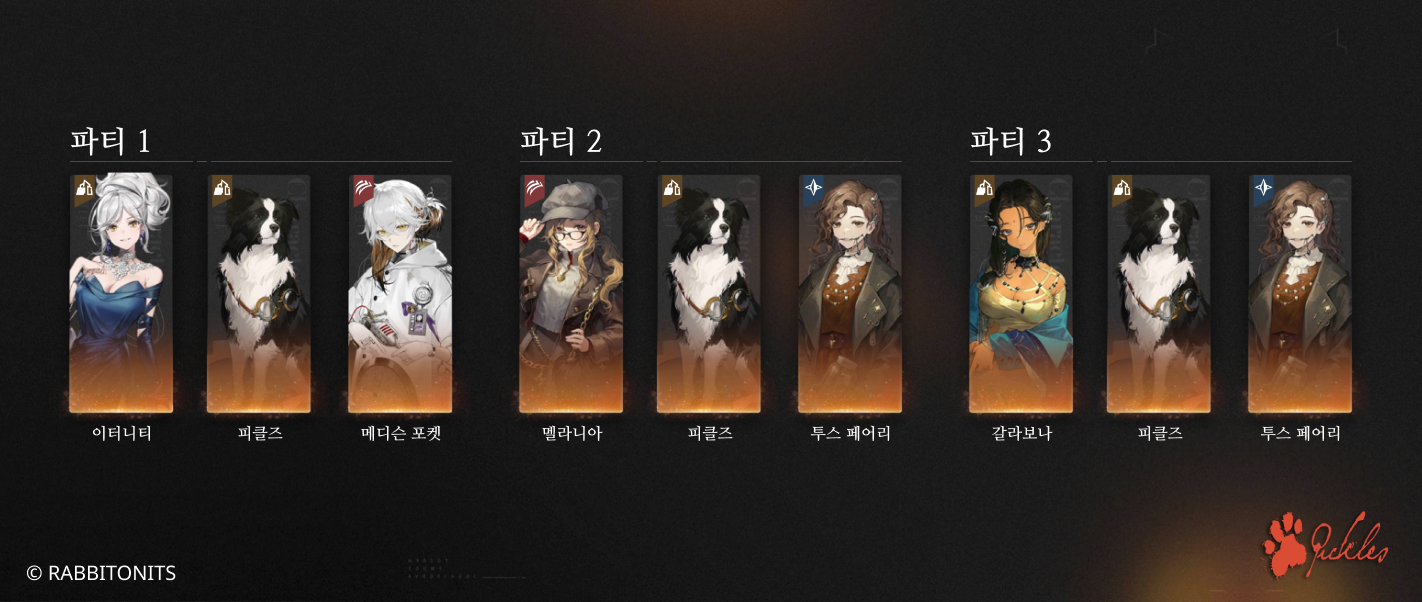 파티 1
파티 2
파티 3
이터니티
피클즈
메디슨 포켓
멜라니아
피클즈
투스 페어리
갈라보나
피클즈
투스 페어리
Pickles
© RABBITONITS